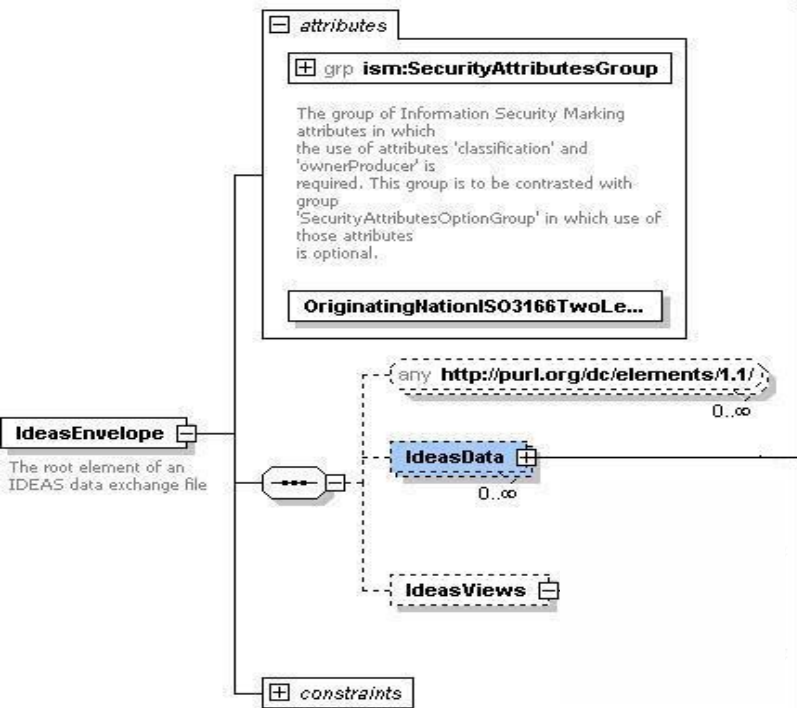 attributes
grp ism:SecurityAttributesGroup
The group of Information Security Marking
attributes in which
the use of attributes 'classification' and
'ownerProducer' is
required. This group is to be contrasted with
group
'SecurityAttributesOptionGroup' in which use of
those attributes
is optional.
OriginatingNationISO3166TwoLe...
any http://purl.org/dc/elements/1.1/
0..∞
IdeasEnvelope
The root element of an
IDEAS data exchange file
IdeasData
0..∞
IdeasViews
constraints